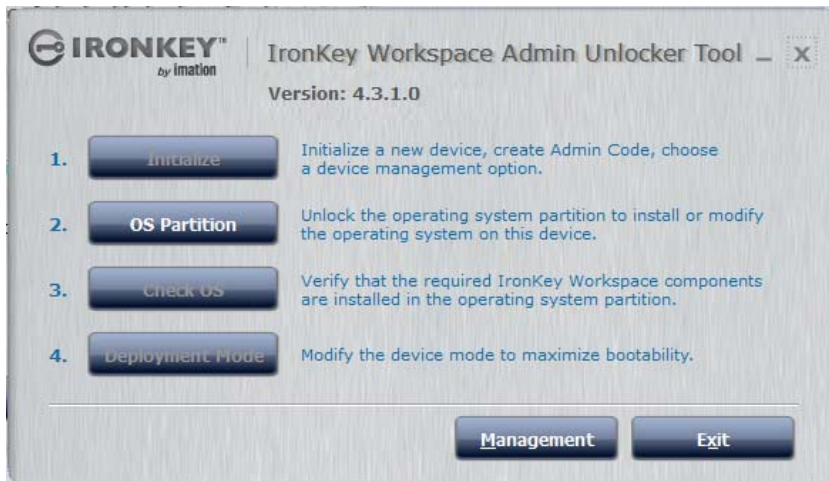 IRONKEY™
by imation
IronKey Workspace Admin Unlocker Tool
Version: 4.3.1.0
1. Initialize
Initialize a new device, create Admin Code, choose
a device management option.
2. OS Partition
Unlock the operating system partition to install or modify
the operating system on this device.
3. Check OS
Verify that the required IronKey Workspace components
are installed in the operating system partition.
4. Deployment Mode
Modify the device mode to maximize bootability.
Management
Exit